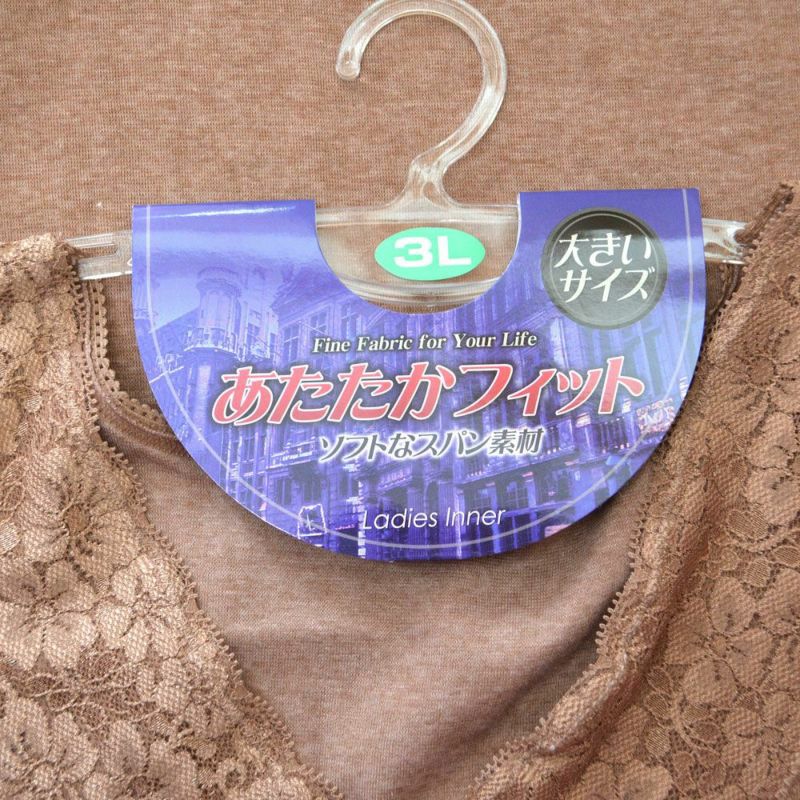 3L
大きい
サイズ
Fine Fabric for Your Life
あたたかフィット
ソフトなスパン素材
Ladies Inner